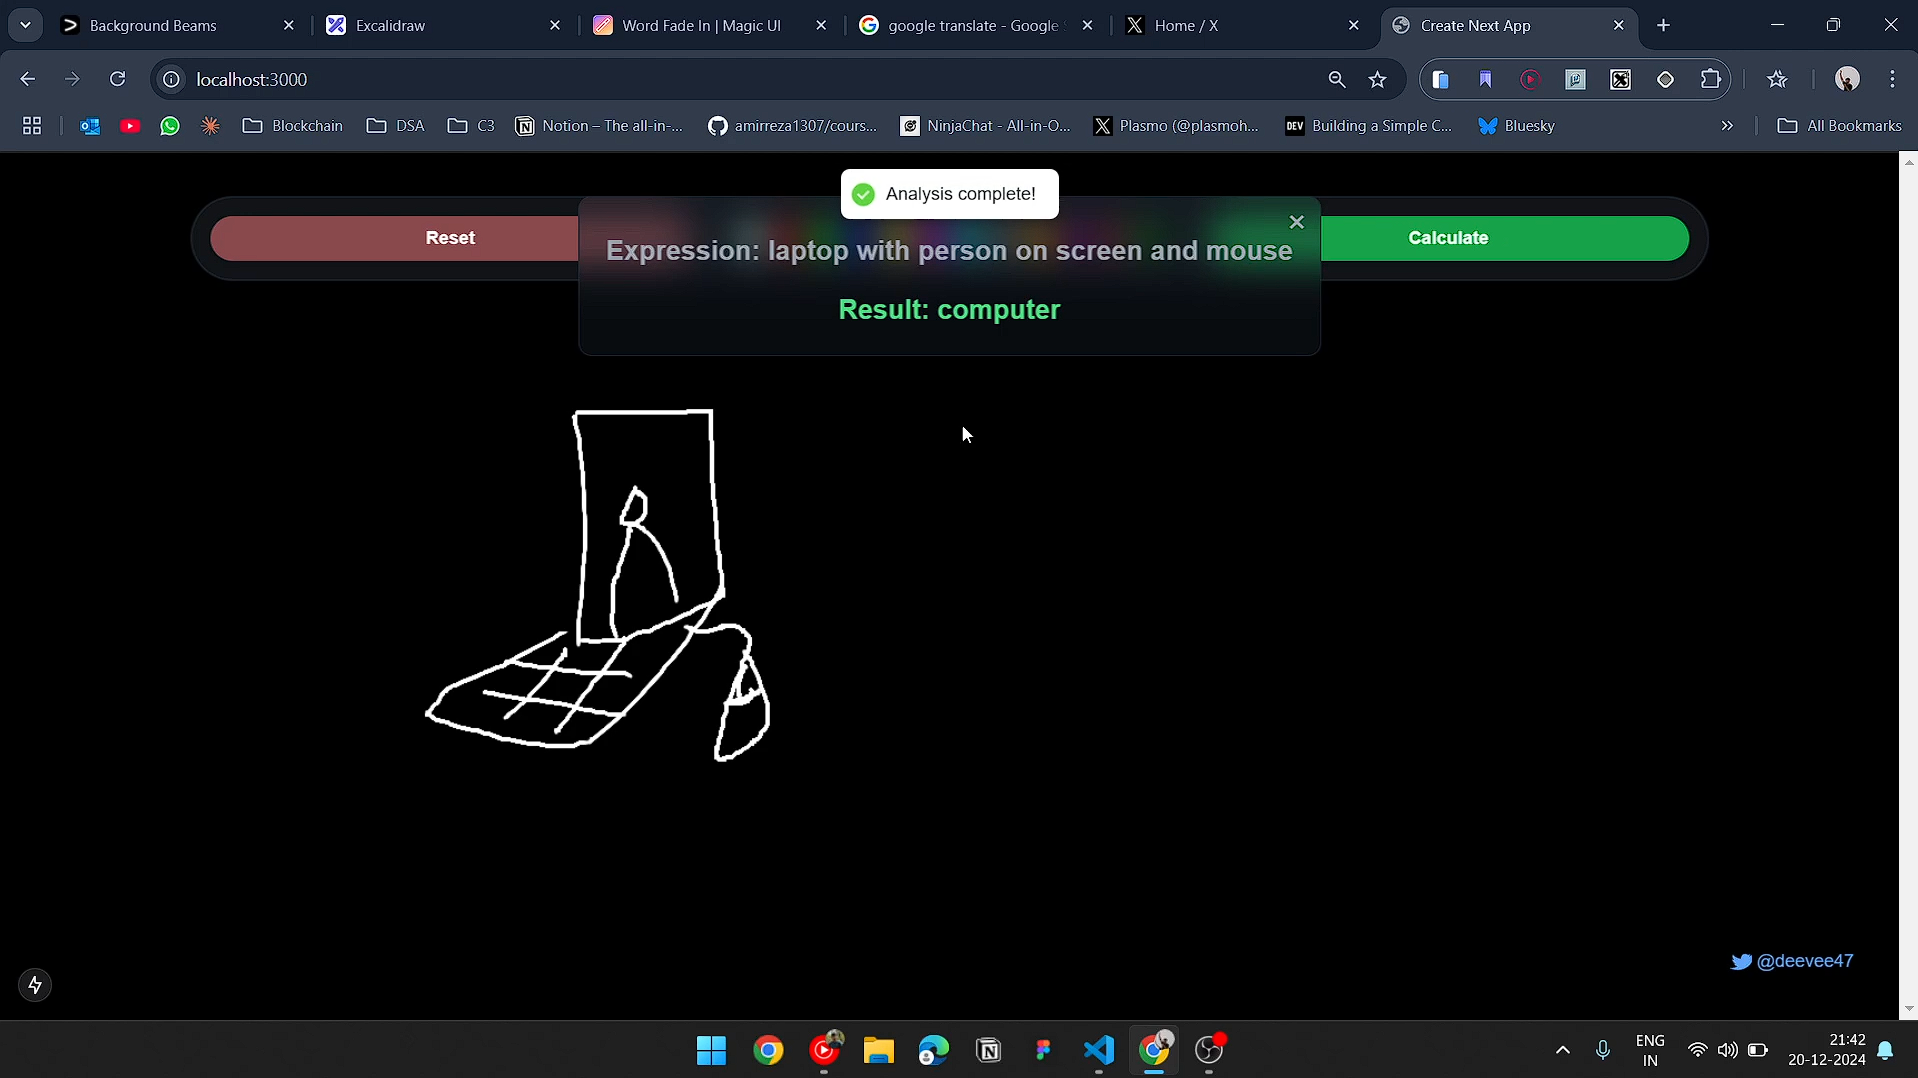 Background Beams
Excalidraw
Word Fade In | Magic UI
google translate - Google
Home / X
Create Next App
localhost:3000
Blockchain
DSA
C3
Notion – The all-in-...
amirreza1307/cours...
NinjaChat - All-in-O...
Plasmo (@plasmoh...
DEV
Building a Simple C...
Bluesky
All Bookmarks
Analysis complete!
Reset
Expression: laptop with person on screen and mouse
Calculate
Result: computer
@deevee47
ENG
IN
21:42
20-12-2024